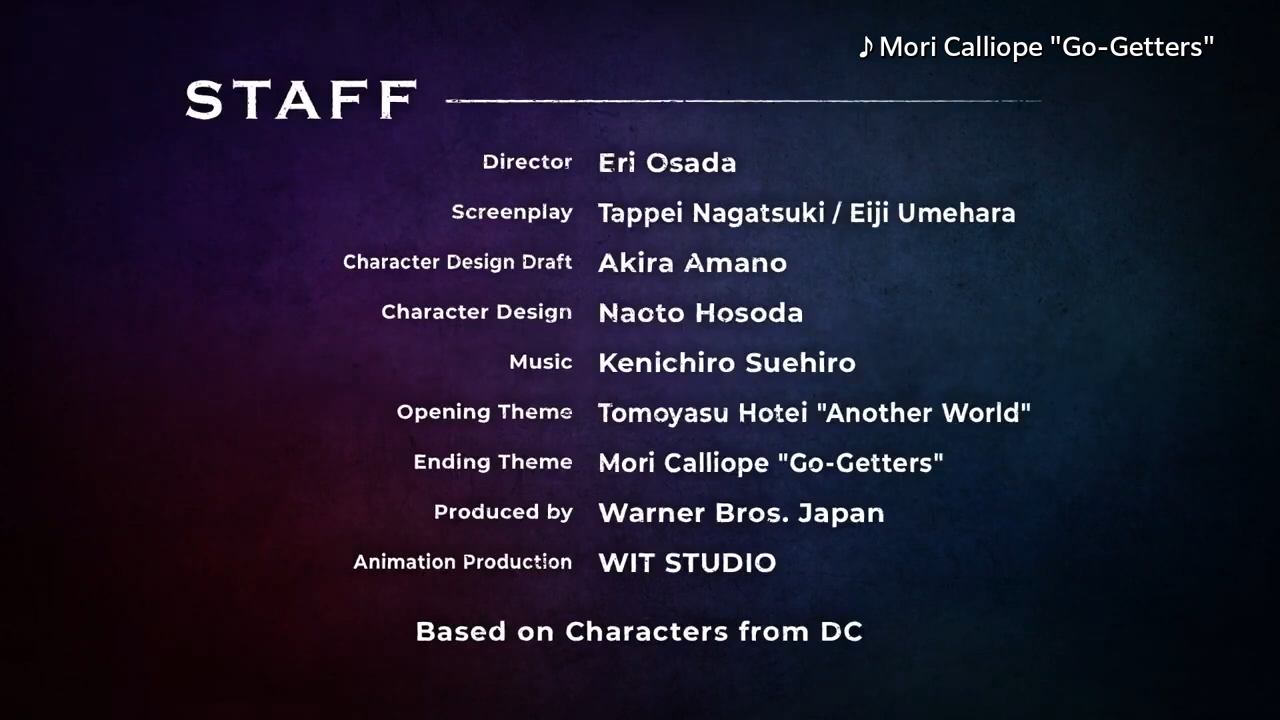 ♪ Mori Calliope "Go-Getters"
STAFF
Director Eri Osada
Screenplay Tappei Nagatsuki / Eiji Umehara
Character Design Draft Akira Amano
Character Design Naoto Hosoda
Music Kenichiro Suehiro
Opening Theme Tomoyasu Hotei "Another World"
Ending Theme Mori Calliope "Go-Getters"
Produced by Warner Bros. Japan
Animation Production WIT STUDIO
Based on Characters from DC